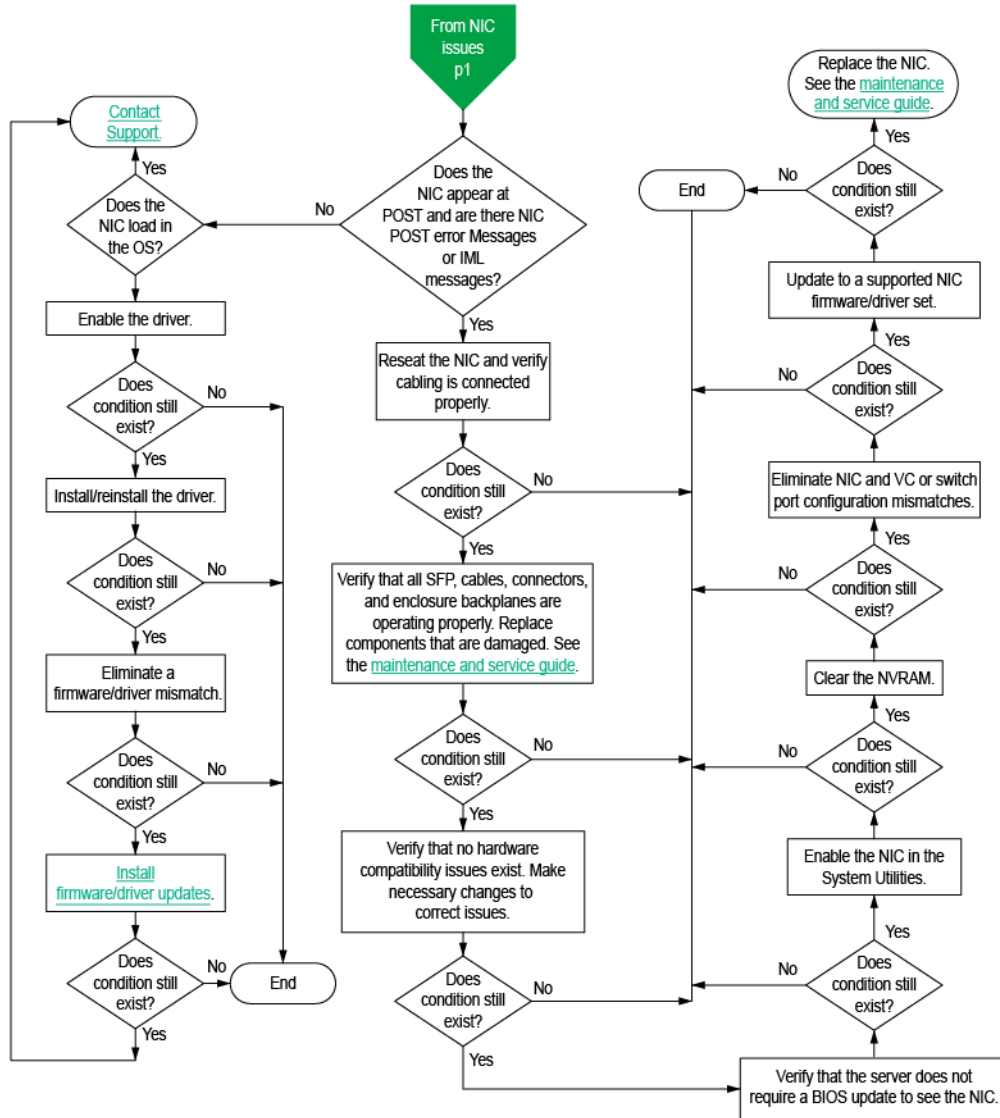 From NIC
issues
p1
Does the
NIC appear at
POST and are there NIC
POST error Messages
or IML
messages?
No
Yes
Contact
Support.
Yes
Does the
NIC load in
the OS?
Enable the driver.
Does
condition still
exist?
No
Yes
Install/reinstall the driver.
Does
condition still
exist?
No
Yes
Eliminate a
firmware/driver mismatch.
Does
condition still
exist?
No
Yes
Install
firmware/driver updates.
Does
condition still
exist?
No
Yes
End
Reseat the NIC and verify
cabling is connected
properly.
Does
condition still
exist?
No
Yes
Verify that all SFP, cables, connectors,
and enclosure backplanes are
operating properly. Replace
components that are damaged. See
the maintenance and service guide.
Does
condition still
exist?
No
Yes
Verify that no hardware
compatibility issues exist. Make
necessary changes to
correct issues.
Does
condition still
exist?
No
Yes
Verify that the server does not
require a BIOS update to see the NIC.
Does
condition still
exist?
No
Yes
Enable the NIC in the
System Utilities.
Does
condition still
exist?
No
Yes
Clear the NVRAM.
Does
condition still
exist?
No
Yes
Eliminate NIC and VC or switch
port configuration mismatches.
Does
condition still
exist?
No
Yes
Update to a supported NIC
firmware/driver set.
Does
condition still
exist?
No
Yes
End
Replace the NIC.
See the maintenance
and service guide.